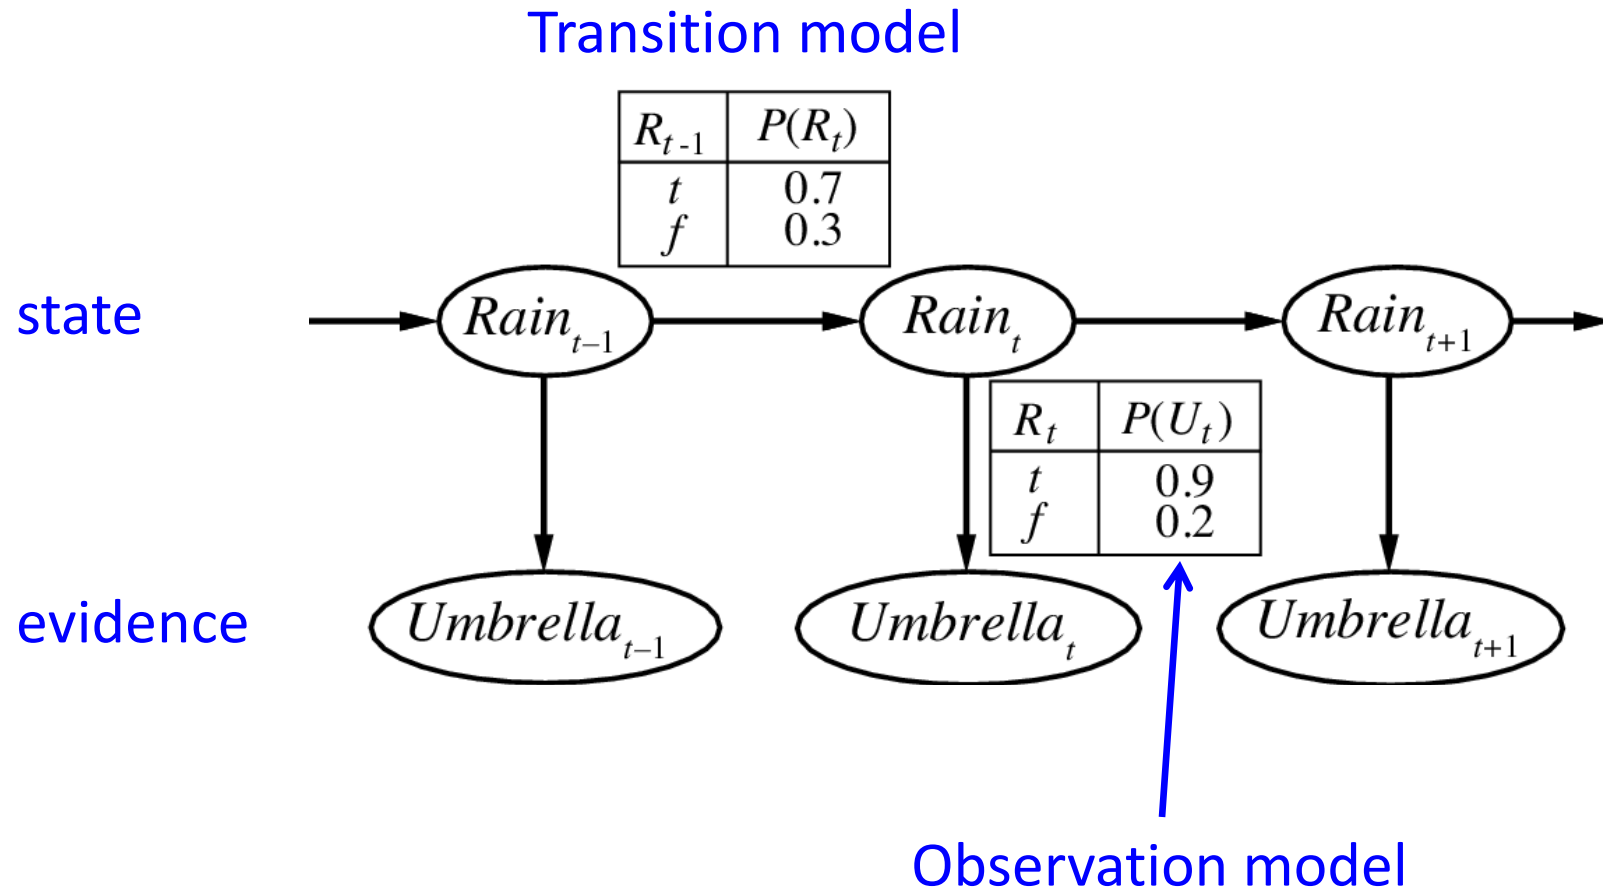 Transition model
R_{t-1} P(R_t)
t 0.7
f 0.3
state
Rain_{t–1} Rain_t Rain_{t+1}
R_t P(U_t)
t 0.9
f 0.2
evidence
Umbrella_{t–1} Umbrella_t Umbrella_{t+1}
Observation model